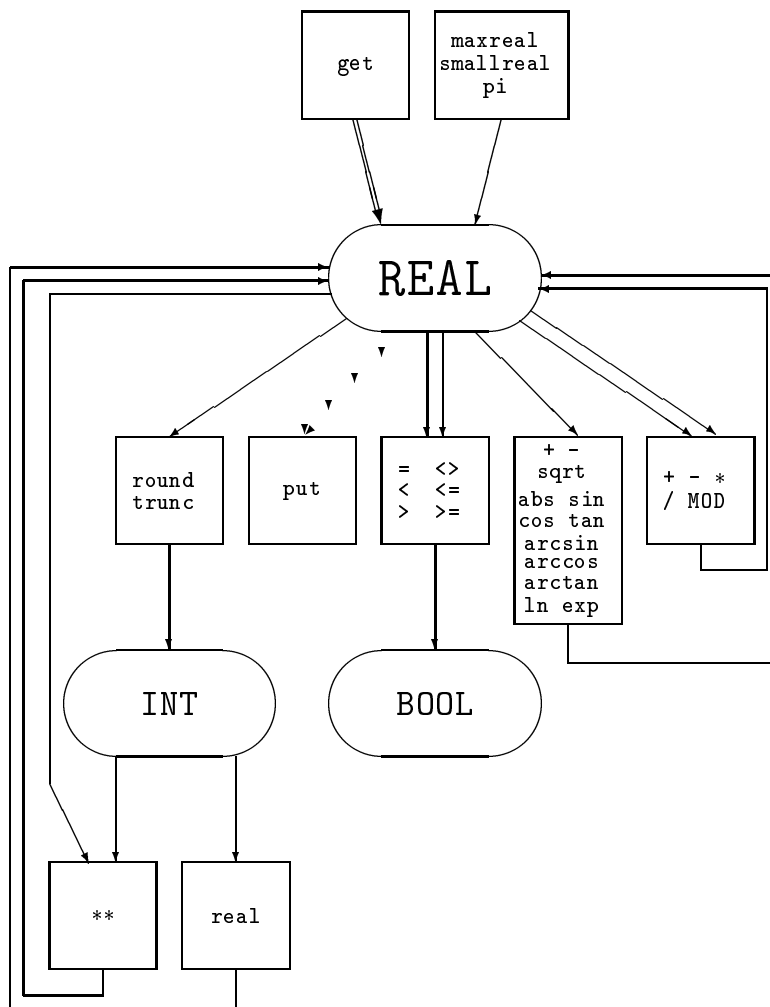 get
maxreal
smallreal
pi
REAL
round
trunc
put
= <>
< <=
> >=
+ -
sqrt
abs sin
cos tan
arcsin
arccos
arctan
ln exp
+ - *
/ MOD
INT
BOOL
**
real